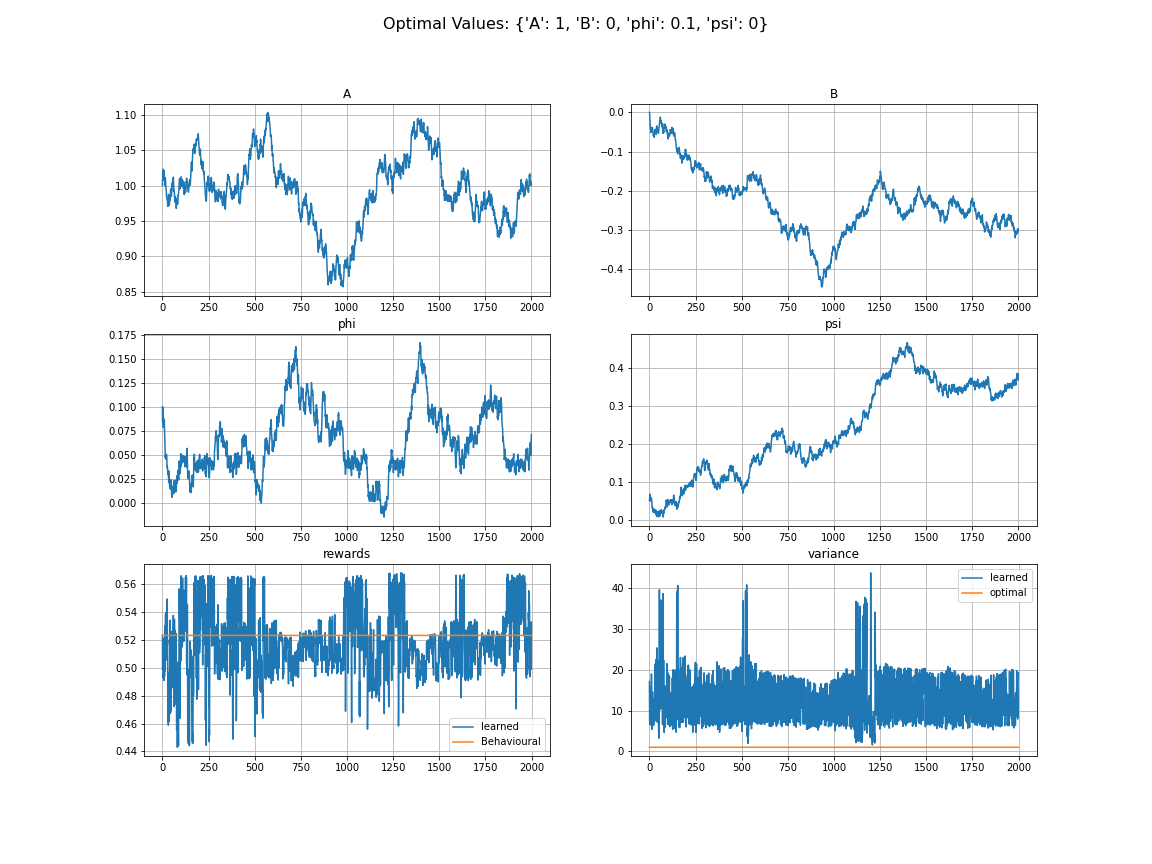 Optimal Values: {'A': 1, 'B': 0, 'phi': 0.1, 'psi': 0}
A
1.10
1.05
1.00
0.95
0.90
0.85
0 250 500 750 1000 1250 1500 1750 2000
B
0.0
−0.1
−0.2
−0.3
−0.4
0 250 500 750 1000 1250 1500 1750 2000
phi
0.175
0.150
0.125
0.100
0.075
0.050
0.025
0.000
0 250 500 750 1000 1250 1500 1750 2000
psi
0.4
0.3
0.2
0.1
0.0
0 250 500 750 1000 1250 1500 1750 2000
rewards
0.56
0.54
0.52
0.50
0.48
0.46
0.44
learned
Behavioural
0 250 500 750 1000 1250 1500 1750 2000
variance
40
30
20
10
0
learned
optimal
0 250 500 750 1000 1250 1500 1750 2000